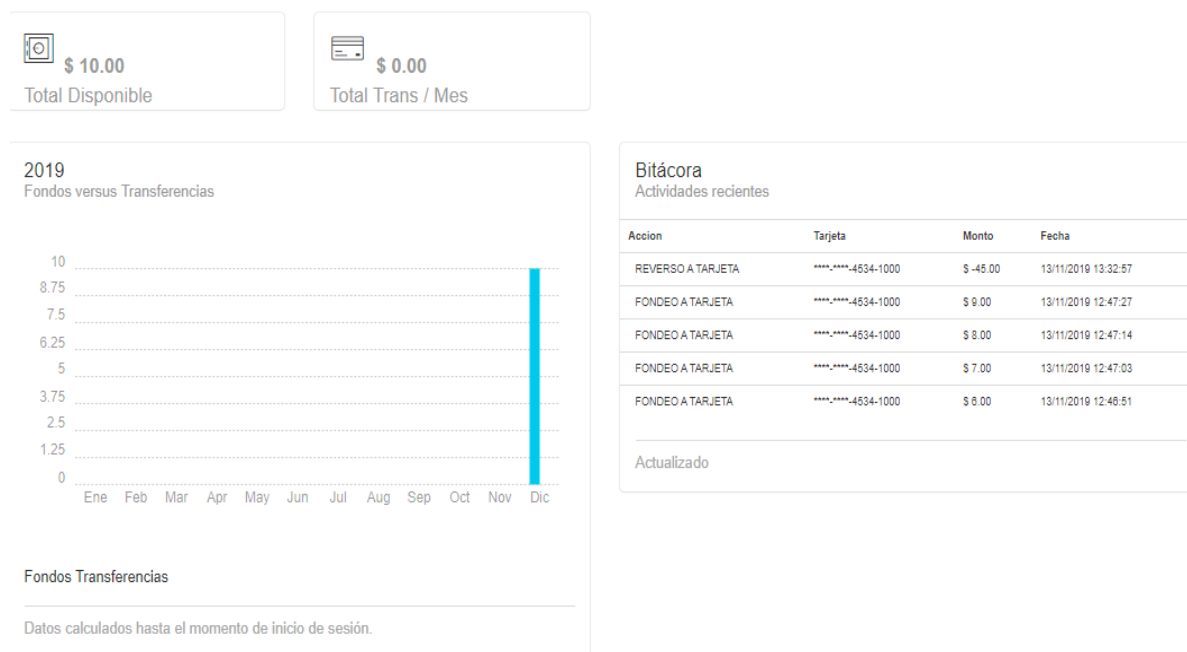 $ 10.00
Total Disponible
$ 0.00
Total Trans / Mes
2019
Fondos versus Transferencias
10
8.75
7.5
6.25
5
3.75
2.5
1.25
0
Ene Feb Mar Apr May Jun Jul Aug Sep Oct Nov Dic
Fondos Transferencias
Datos calculados hasta el momento de inicio de sesión.
Bitácora
Actividades recientes
Accion Tarjeta Monto Fecha
REVERSO A TARJETA ****-****-4534-1000 $ -45.00 13/11/2019 13:32:57
FONDEO A TARJETA ****-****-4534-1000 $ 9.00 13/11/2019 12:47:27
FONDEO A TARJETA ****-****-4534-1000 $ 8.00 13/11/2019 12:47:14
FONDEO A TARJETA ****-****-4534-1000 $ 7.00 13/11/2019 12:47:03
FONDEO A TARJETA ****-****-4534-1000 $ 6.00 13/11/2019 12:46:51
Actualizado